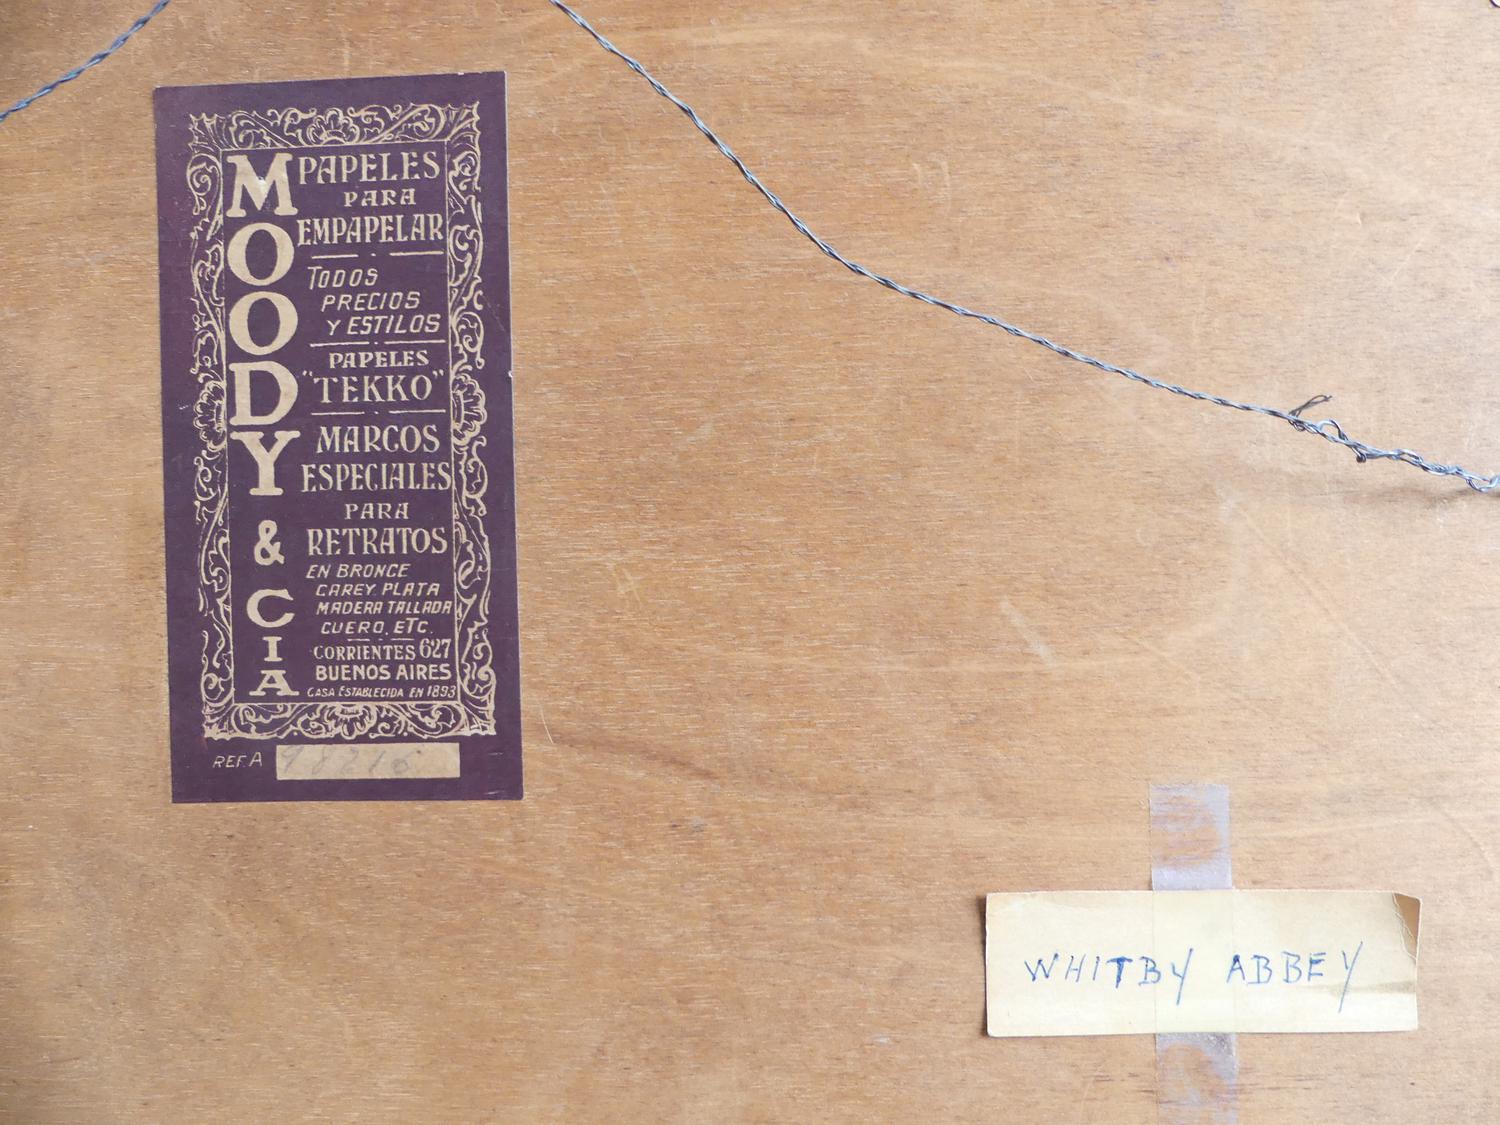 MOODY & CIA
PAPELES
PARA
EMPAPELAR
TODOS
PRECIOS
Y ESTILOS
PAPELES
"TEKKO"
MARCOS
ESPECIALES
PARA
RETRATOS
EN BRONCE
CAREY. PLATA
MADERA TALLADA
CUERO, ETC.
CORRIENTES 627
BUENOS AIRES
CASA ESTABLECIDA EN 1893
REF. A
WHITBY ABBEY